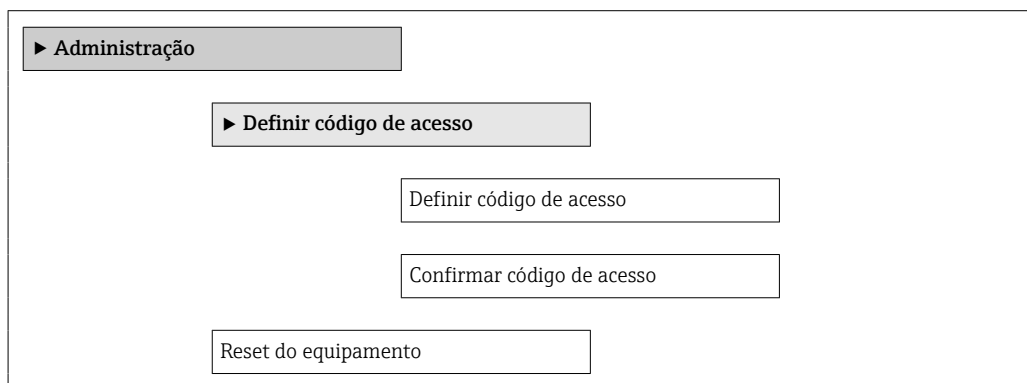 ▶ Administração
▶ Definir código de acesso
Definir código de acesso
Confirmar código de acesso
Reset do equipamento